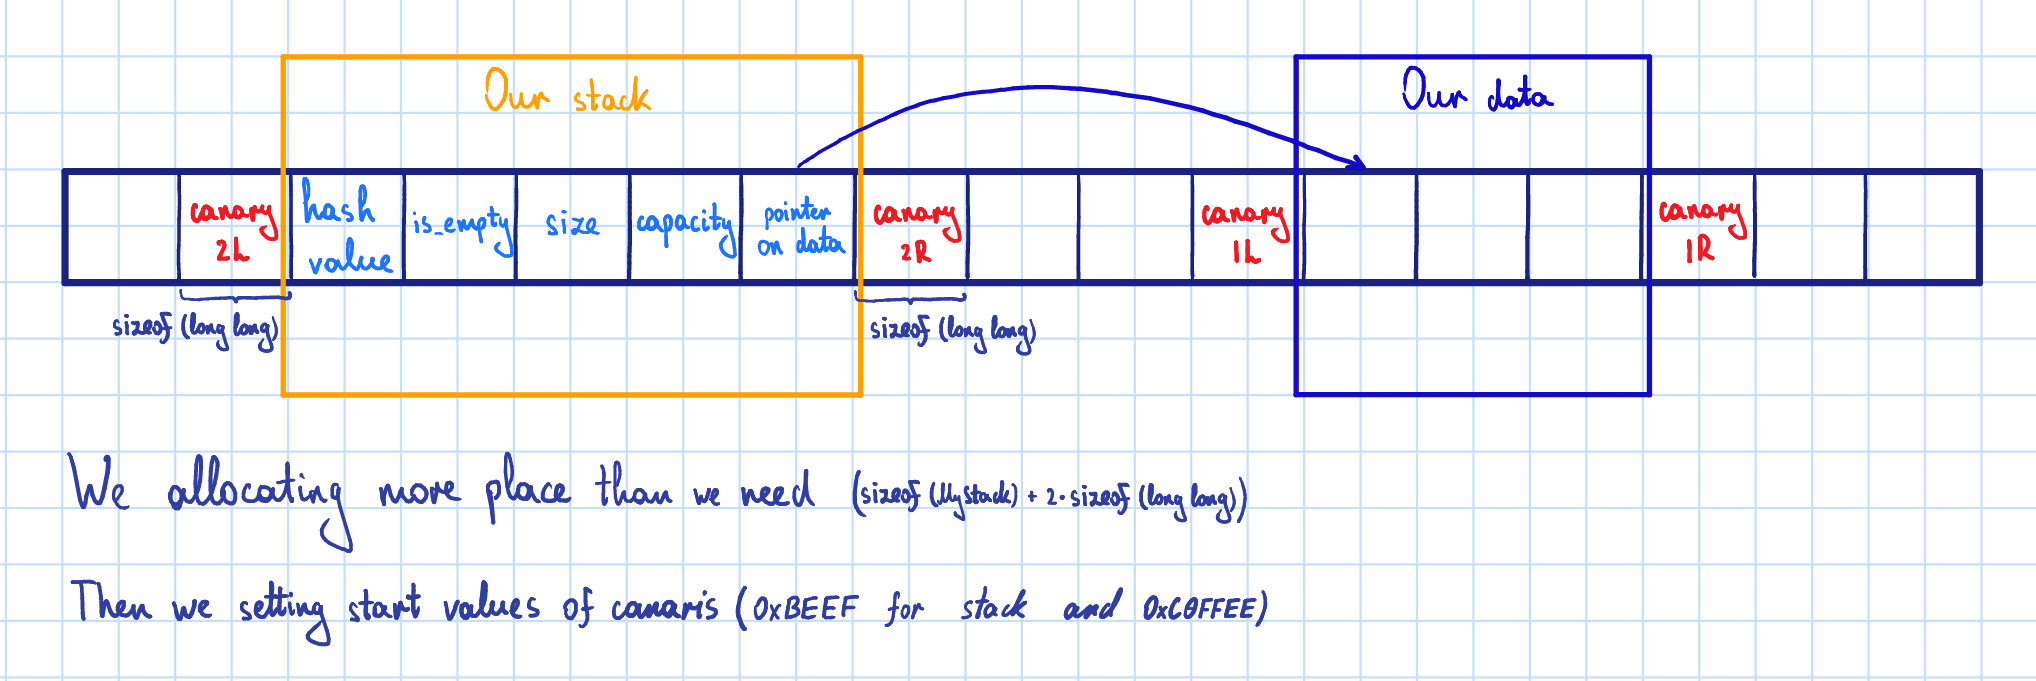 Our stack
Our data
canary
2L
hash
value
is_empty
size
capacity
pointer
on data
canary
2R
canary
1L
canary
1R
sizeof (long long)
sizeof (long long)
We allocating more place than we need (sizeof (MyStack) + 2·sizeof (long long))
Then we setting start values of canaris (0xBEEF for stack and 0xC0FFEE)